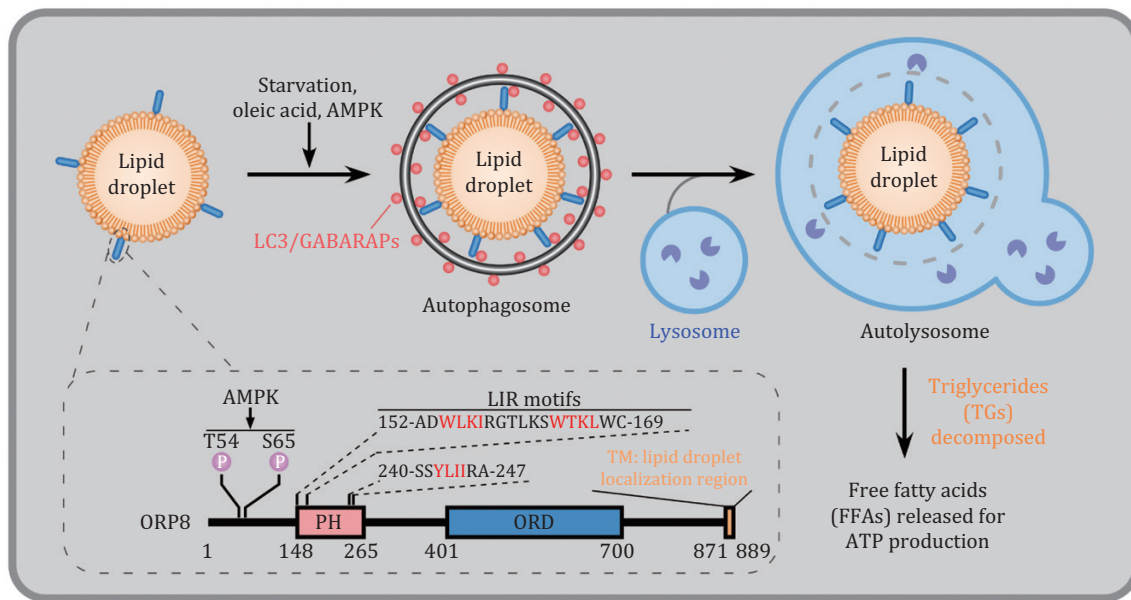 Starvation,
oleic acid, AMPK
Lipid
droplet
Lipid
droplet
Lipid
droplet
LC3/GABARAPs
Autophagosome
Lysosome
Autolysosome
Triglycerides
(TGs)
decomposed
Free fatty acids
(FFAs) released for
ATP production
AMPK
T54 S65
P P
LIR motifs
152-ADWLKIRGTLKSWTKLWC-169
240-SSYLIIRA-247
TM: lipid droplet
localization region
ORP8 PH ORD
1 148 265 401 700 871 889